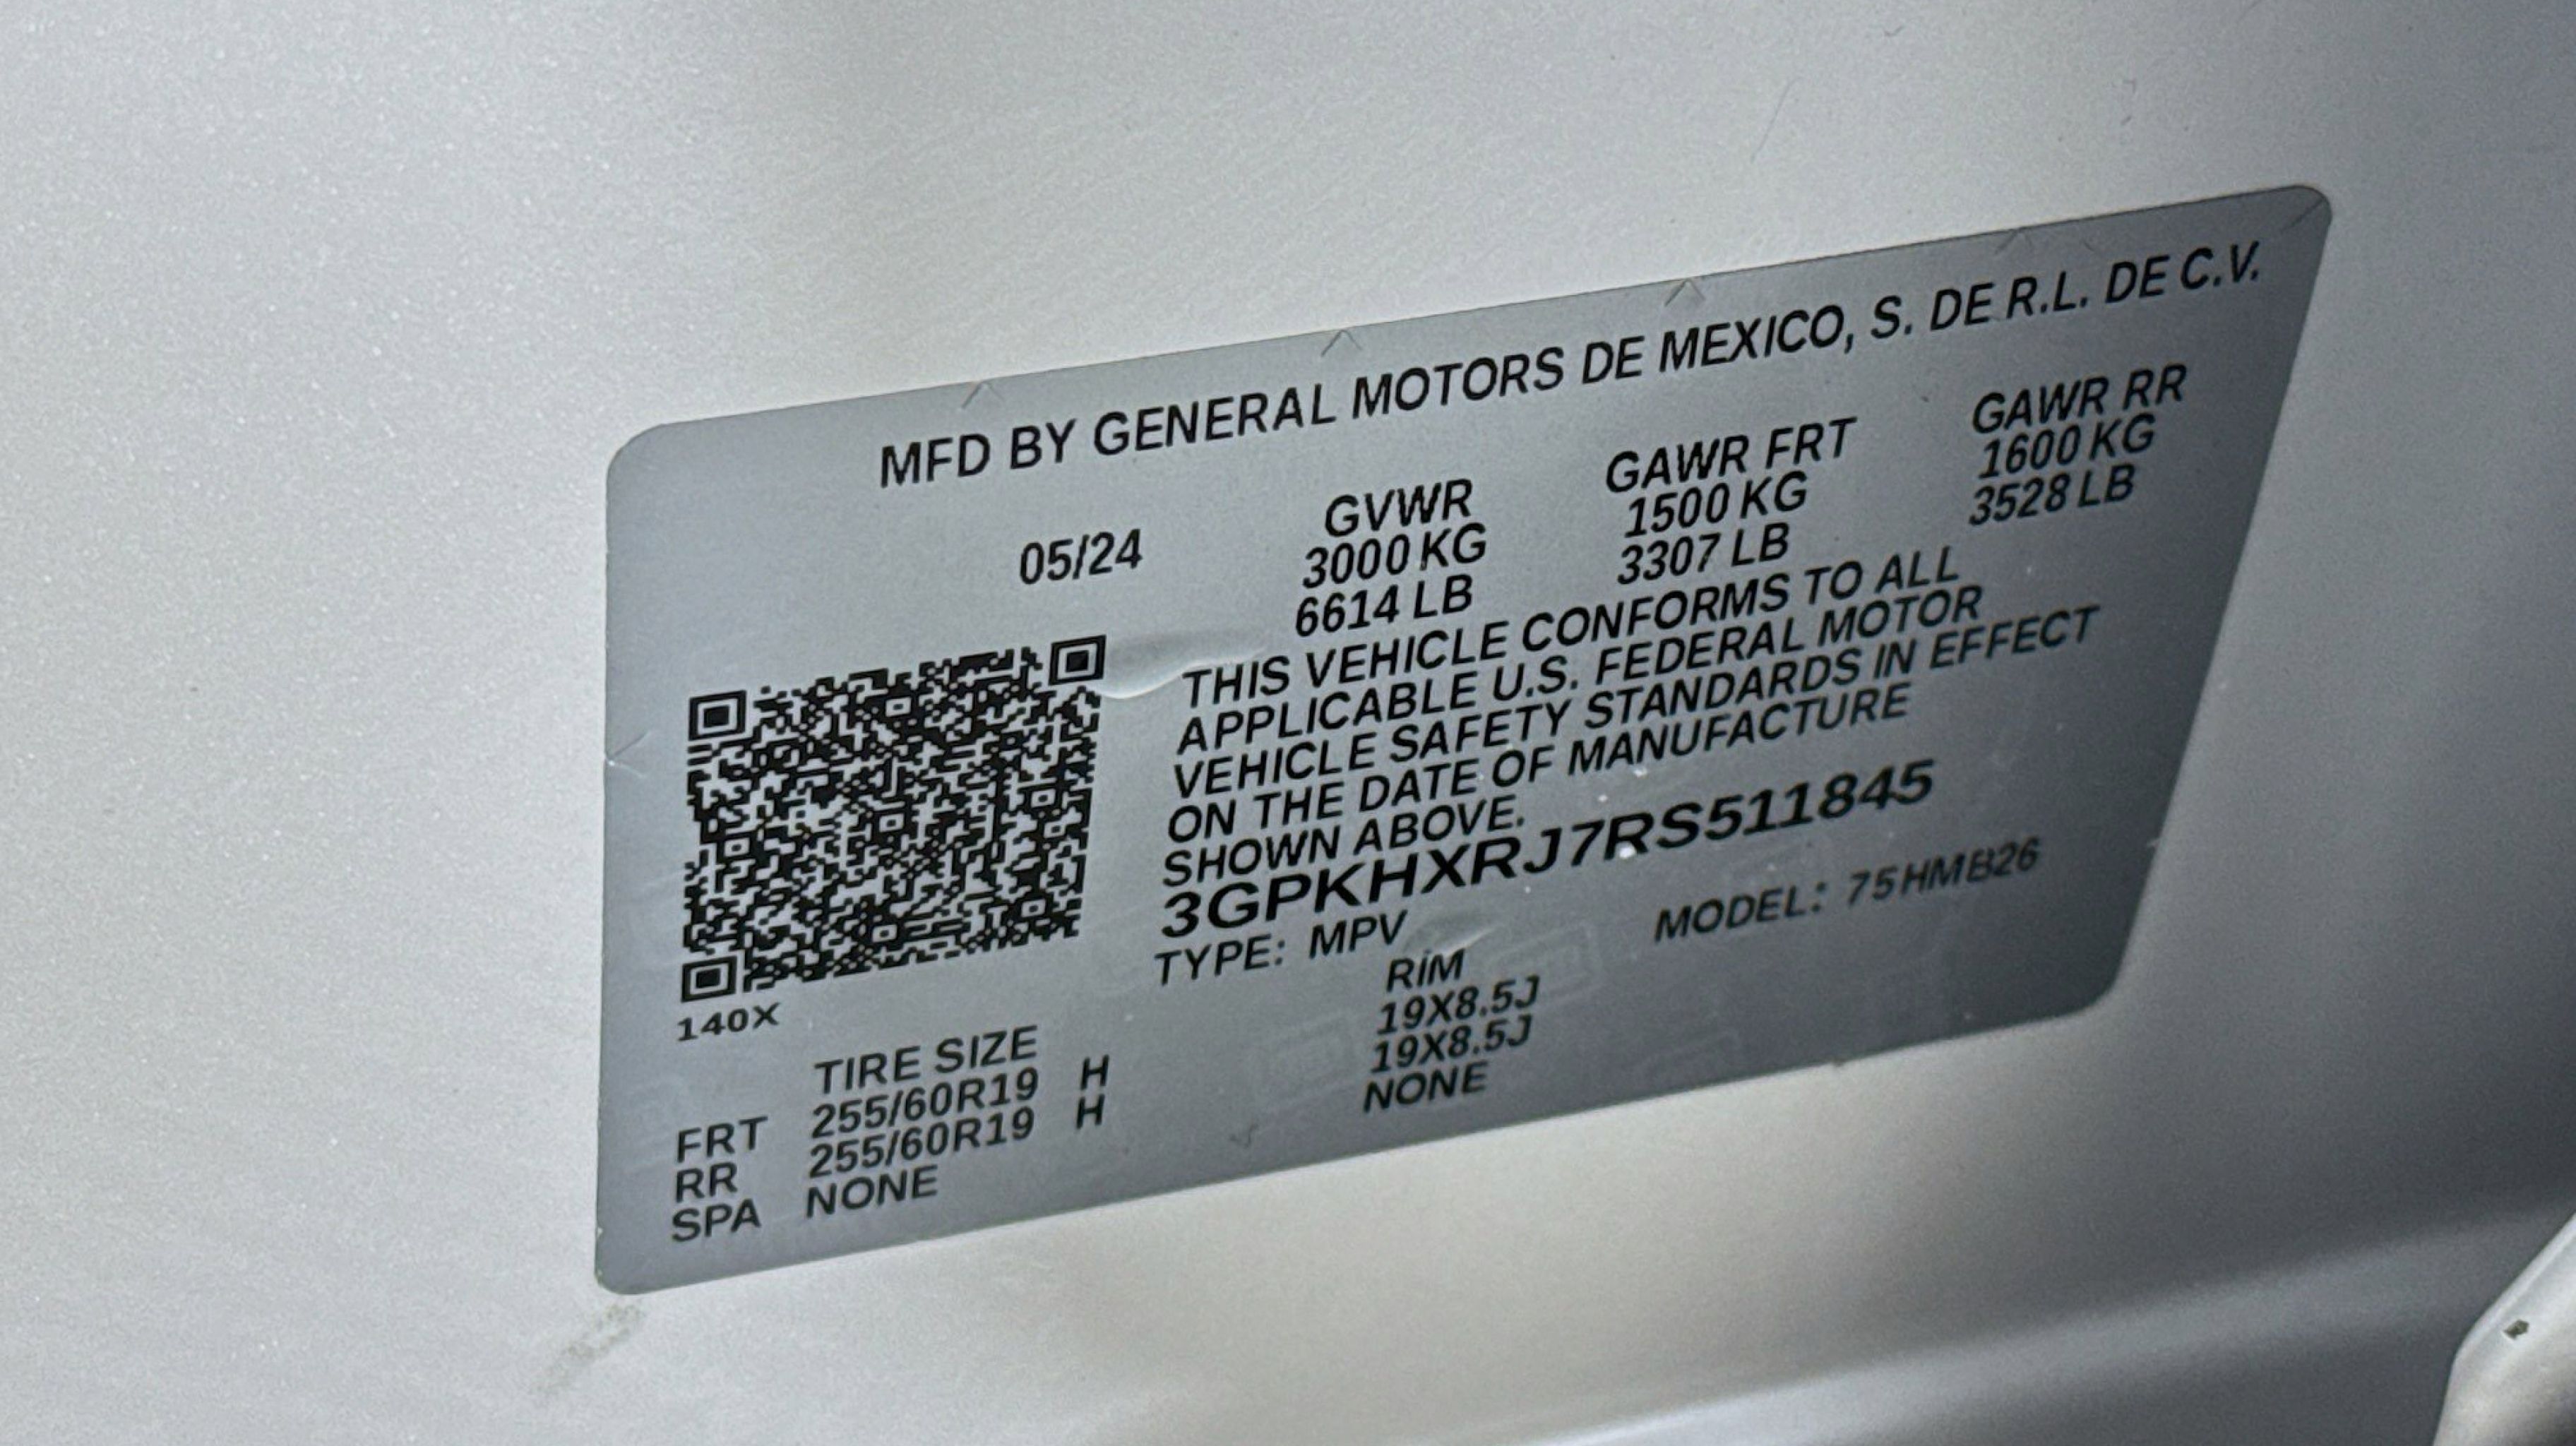 MFD BY GENERAL MOTORS DE MEXICO, S. DE R.L. DE C.V.
05/24
GVWR
3000 KG
6614 LB
GAWR FRT
1500 KG
3307 LB
GAWR RR
1600 KG
3528 LB
THIS VEHICLE CONFORMS TO ALL
APPLICABLE U.S. FEDERAL MOTOR
VEHICLE SAFETY STANDARDS IN EFFECT
ON THE DATE OF MANUFACTURE
SHOWN ABOVE.
3GPKHXRJ7RS511845
TYPE: MPV MODEL: 75HMB26
140X
TIRE SIZE RIM
FRT 255/60R19 H 19X8.5J
RR 255/60R19 H 19X8.5J
SPA NONE NONE